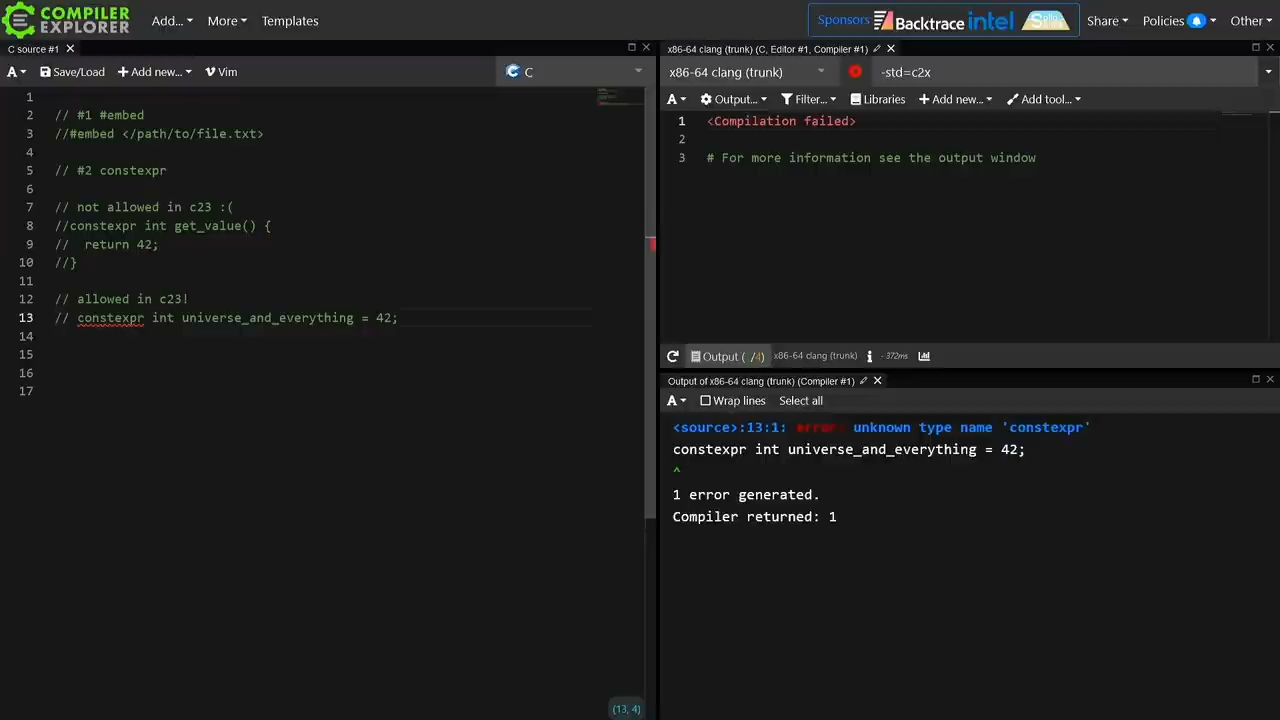 COMPILER
EXPLORER
Add... More Templates
Sponsors Backtrace intel Solid
Share Policies Other
C source #1
A Save/Load + Add new... Vim
C
1
2 // #1 #embed
3 //#embed </path/to/file.txt>
4
5 // #2 constexpr
6
7 // not allowed in c23 :(
8 //constexpr int get_value() {
9 //  return 42;
10 //}
11
12 // allowed in c23!
13 // constexpr int universe_and_everything = 42;
14
15
16
17
(13, 4)
x86-64 clang (trunk) (C, Editor #1, Compiler #1)
x86-64 clang (trunk) -std=c2x
A Output... Filter... Libraries + Add new... Add tool...
1 <Compilation failed>
2
3 # For more information see the output window
Output ( /4) x86-64 clang (trunk) i - 372ms
Output of x86-64 clang (trunk) (Compiler #1)
A Wrap lines Select all
<source>:13:1: error: unknown type name 'constexpr'
constexpr int universe_and_everything = 42;
^
1 error generated.
Compiler returned: 1